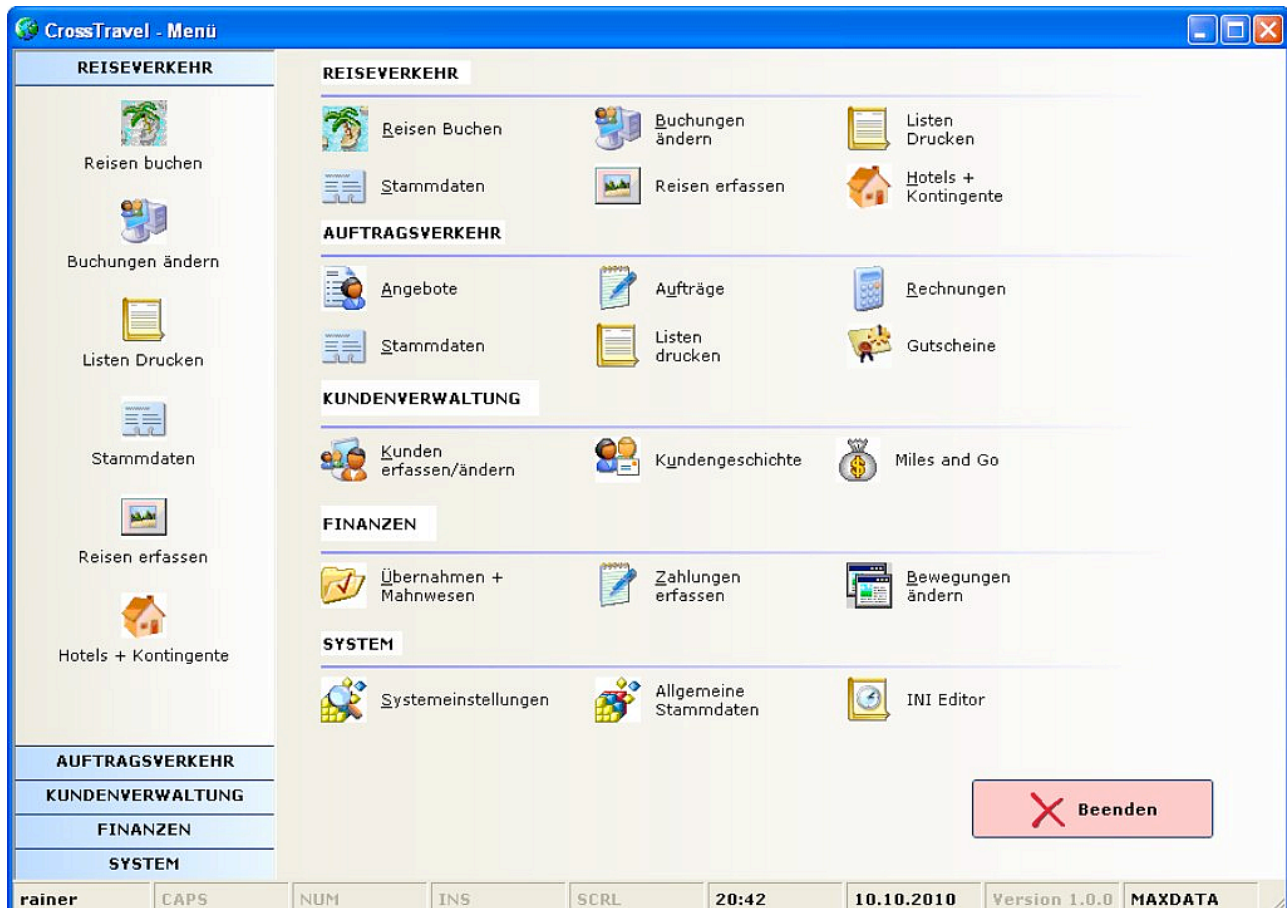 CrossTravel - Menü
REISEVERKEHR
Reisen buchen
Buchungen ändern
Listen Drucken
Stammdaten
Reisen erfassen
Hotels + Kontingente
AUFTRAGSVERKEHR
KUNDENVERWALTUNG
FINANZEN
SYSTEM
REISEVERKEHR
Reisen Buchen
Buchungen
ändern
Listen
Drucken
Stammdaten
Reisen erfassen
Hotels +
Kontingente
AUFTRAGSVERKEHR
Angebote
Aufträge
Rechnungen
Stammdaten
Listen
drucken
Gutscheine
KUNDENVERWALTUNG
Kunden
erfassen/ändern
Kundengeschichte
Miles and Go
FINANZEN
Übernahmen +
Mahnwesen
Zahlungen
erfassen
Bewegungen
ändern
SYSTEM
Systemeinstellungen
Allgemeine
Stammdaten
INI Editor
Beenden
rainer CAPS NUM INS SCRL 20:42 10.10.2010 Version 1.0.0 MAXDATA